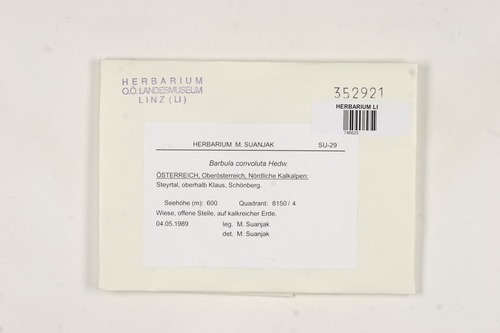 HERBARIUM
O.Ö. LANDESMUSEUM
LINZ (LI)
352921
HERBARIUM LI
746625
HERBARIUM M. SUANJAK SU-29
Barbula convoluta Hedw.
ÖSTERREICH, Oberösterreich, Nördliche Kalkalpen:
Steyrtal, oberhalb Klaus, Schönberg.
Seehöhe (m): 600 Quadrant: 8150 / 4
Wiese, offene Stelle, auf kalkreicher Erde.
04.05.1989 leg. M. Suanjak
det. M. Suanjak